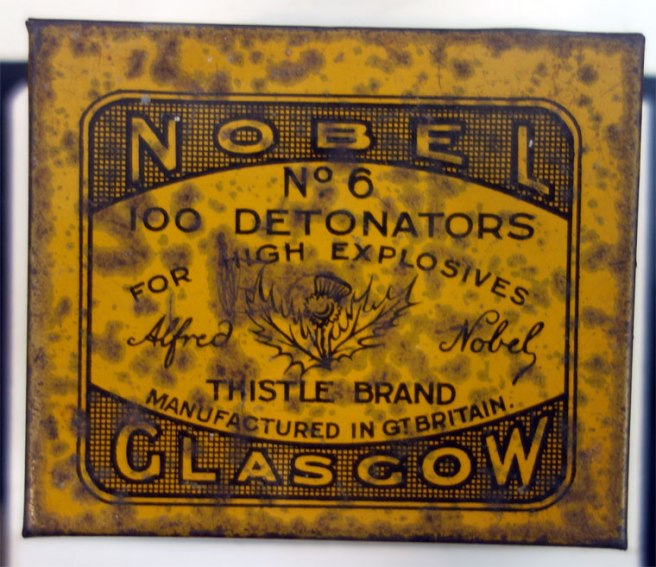 NOBEL
No 6
100 DETONATORS
FOR HIGH EXPLOSIVES
Alfred Nobel
THISTLE BRAND
MANUFACTURED IN GT BRITAIN.
GLASGOW